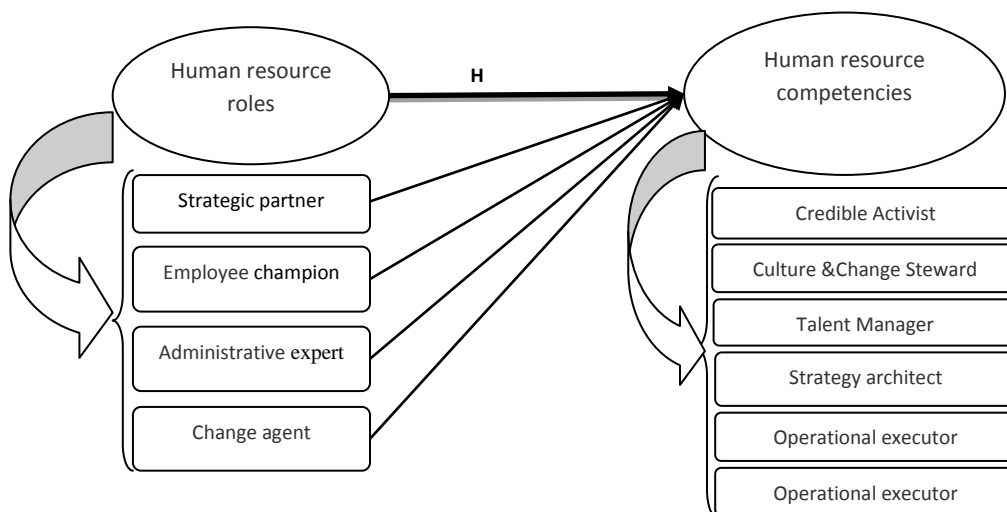 Human resource
roles
H
Human resource
competencies
Strategic partner
Employee champion
Administrative expert
Change agent
Credible Activist
Culture &Change Steward
Talent Manager
Strategy architect
Operational executor
Operational executor